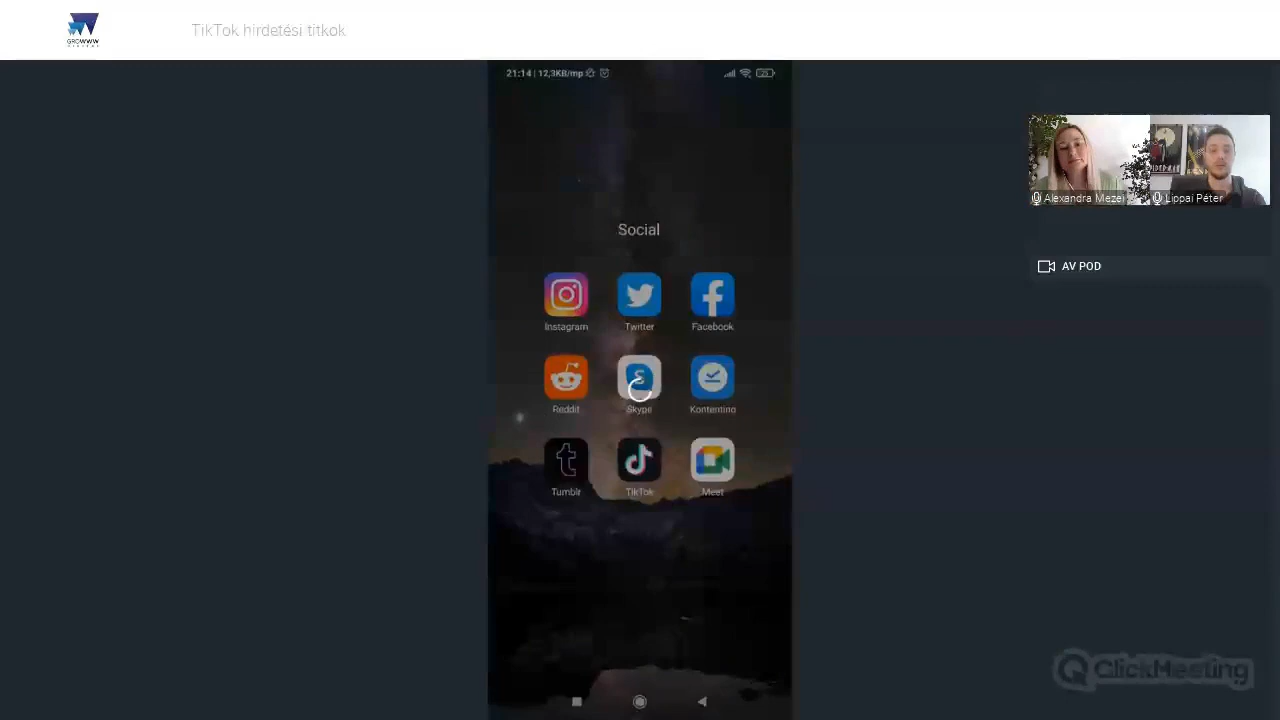 GROWWW
TikTok hirdetési titkok
21:14 | 12,3KB/mp
Social
Instagram
Twitter
Facebook
Reddit
Skype
Kontentino
Tumblr
TikTok
Meet
Alexandra Mezei
Lippai Péter
AV POD
ClickMeeting